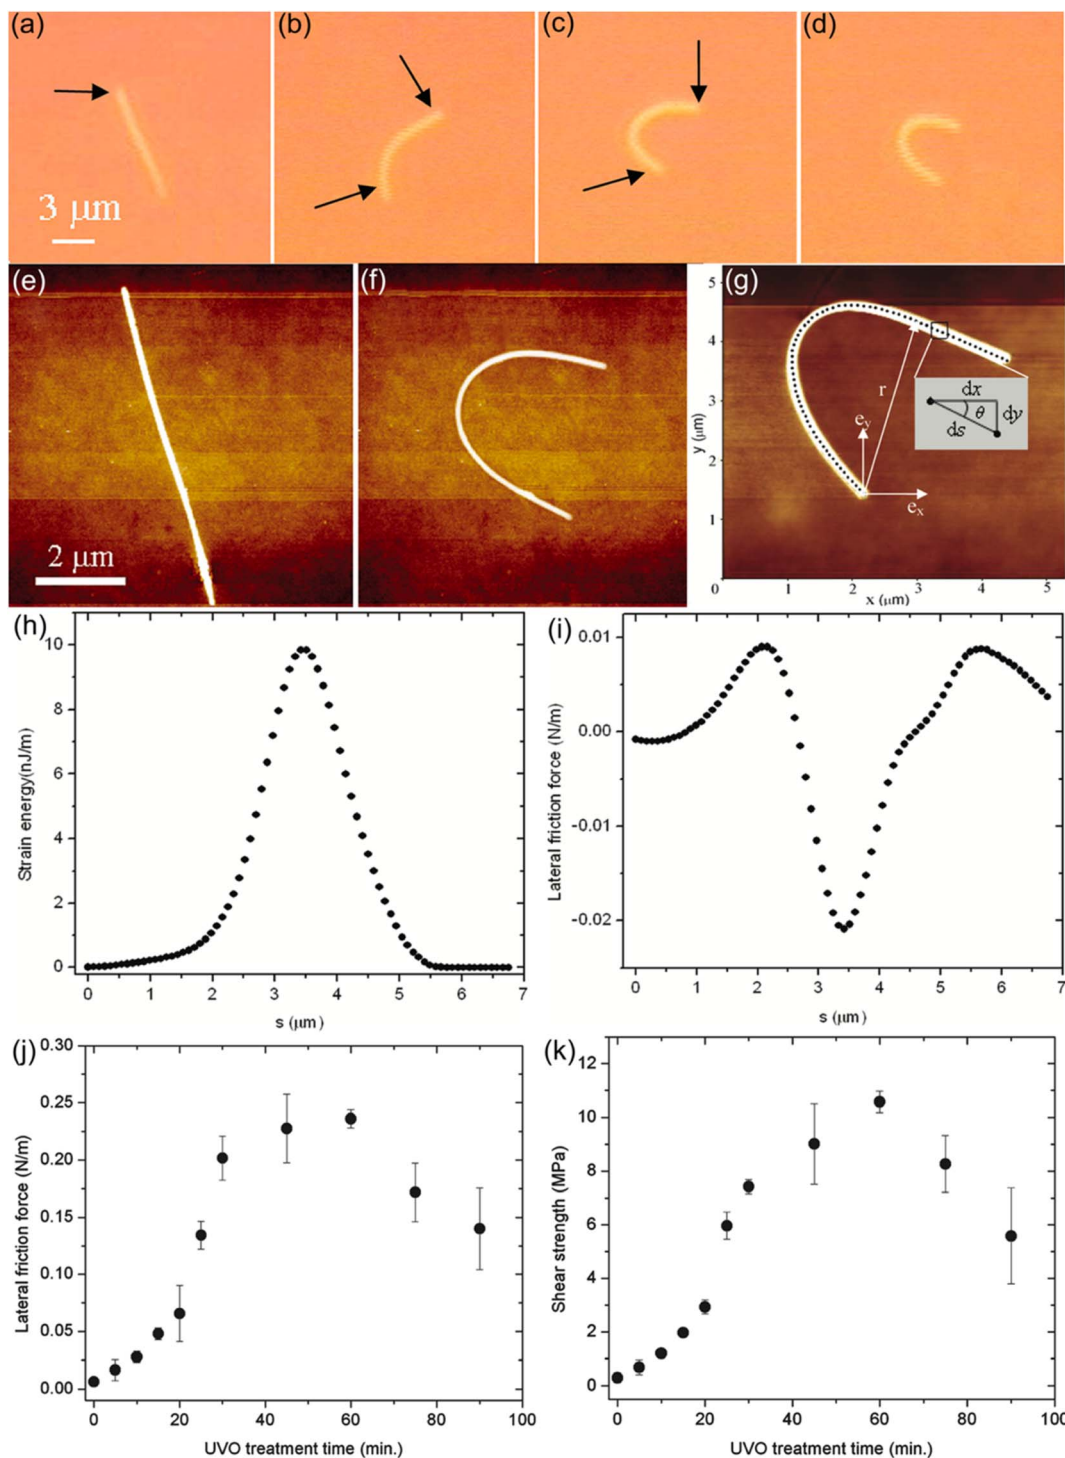 (a)
(b)
(c)
(d)
3 μm
(e)
(f)
(g)
2 μm
5
4
3
2
1
0
y (μm)
r
e_y
e_x
dx
dy
θ
ds
1
2
3
4
5
x (μm)
(h)
10
8
6
4
2
0
Strain energy(nJ/m)
0 1 2 3 4 5 6 7
s (μm)
(i)
0.01
0.00
-0.01
-0.02
Lateral friction force (N/m)
0 1 2 3 4 5 6 7
s (μm)
(j)
0.30
0.25
0.20
0.15
0.10
0.05
0.00
Lateral friction force (N/m)
0 20 40 60 80 100
UVO treatment time (min.)
(k)
12
10
8
6
4
2
0
Shear strength (MPa)
0 20 40 60 80 100
UVO treatment time (min.)